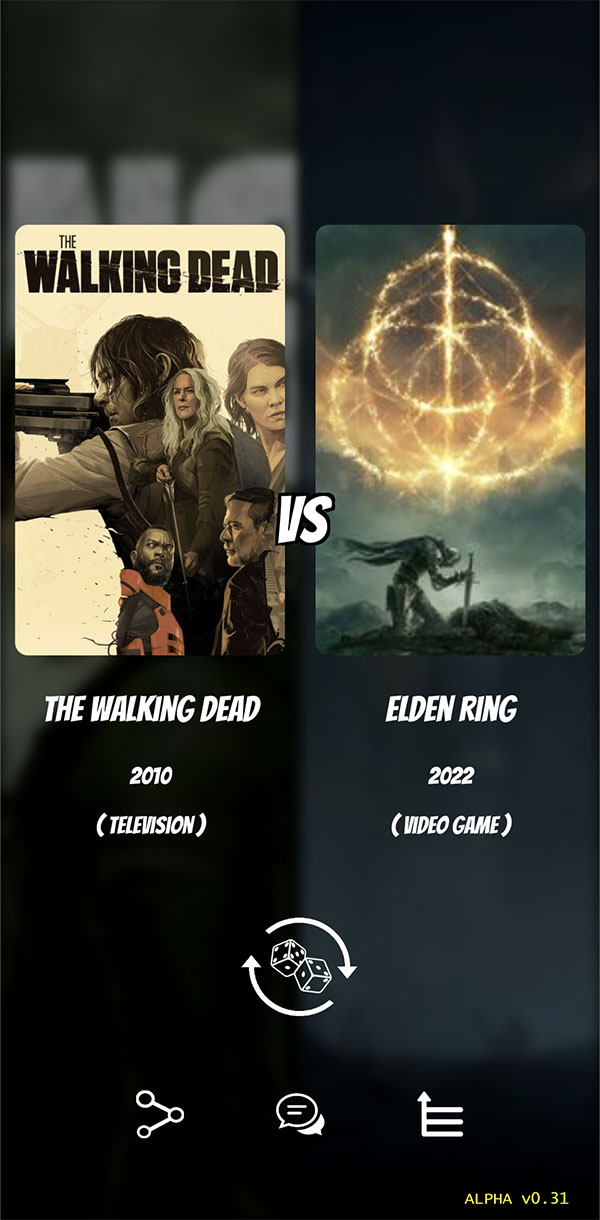 THE
WALKING DEAD
VS
THE WALKING DEAD
ELDEN RING
2010
2022
( TELEVISION )
( VIDEO GAME )
ALPHA v0.31